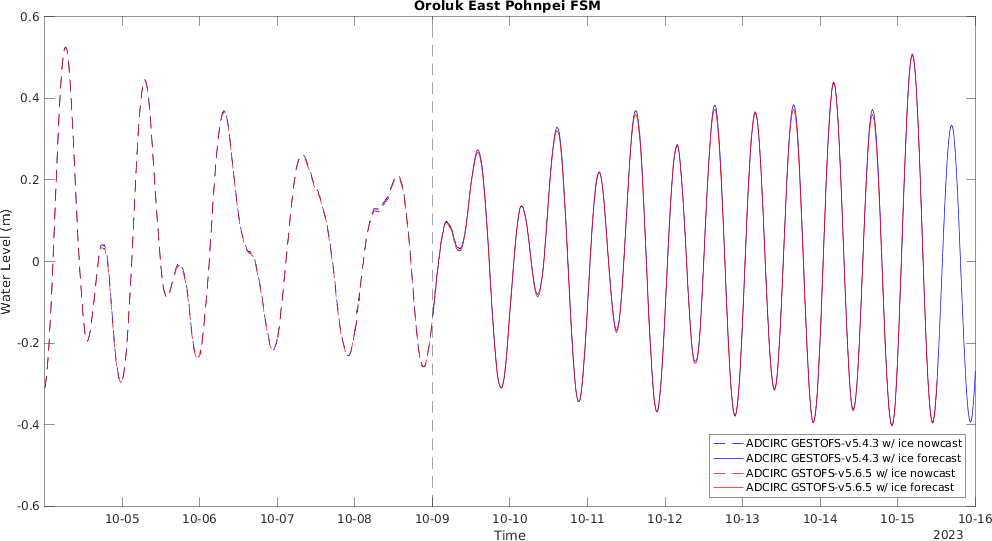 Oroluk East Pohnpei FSM
0.6
0.4
0.2
0
-0.2
-0.4
-0.6
Water Level (m)
ADCIRC GESTOFS-v5.4.3 w/ ice nowcast
ADCIRC GESTOFS-v5.4.3 w/ ice forecast
ADCIRC GSTOFS-v5.6.5 w/ ice nowcast
ADCIRC GSTOFS-v5.6.5 w/ ice forecast
10-05 10-06 10-07 10-08 10-09 10-10 10-11 10-12 10-13 10-14 10-15 10-16
Time
2023